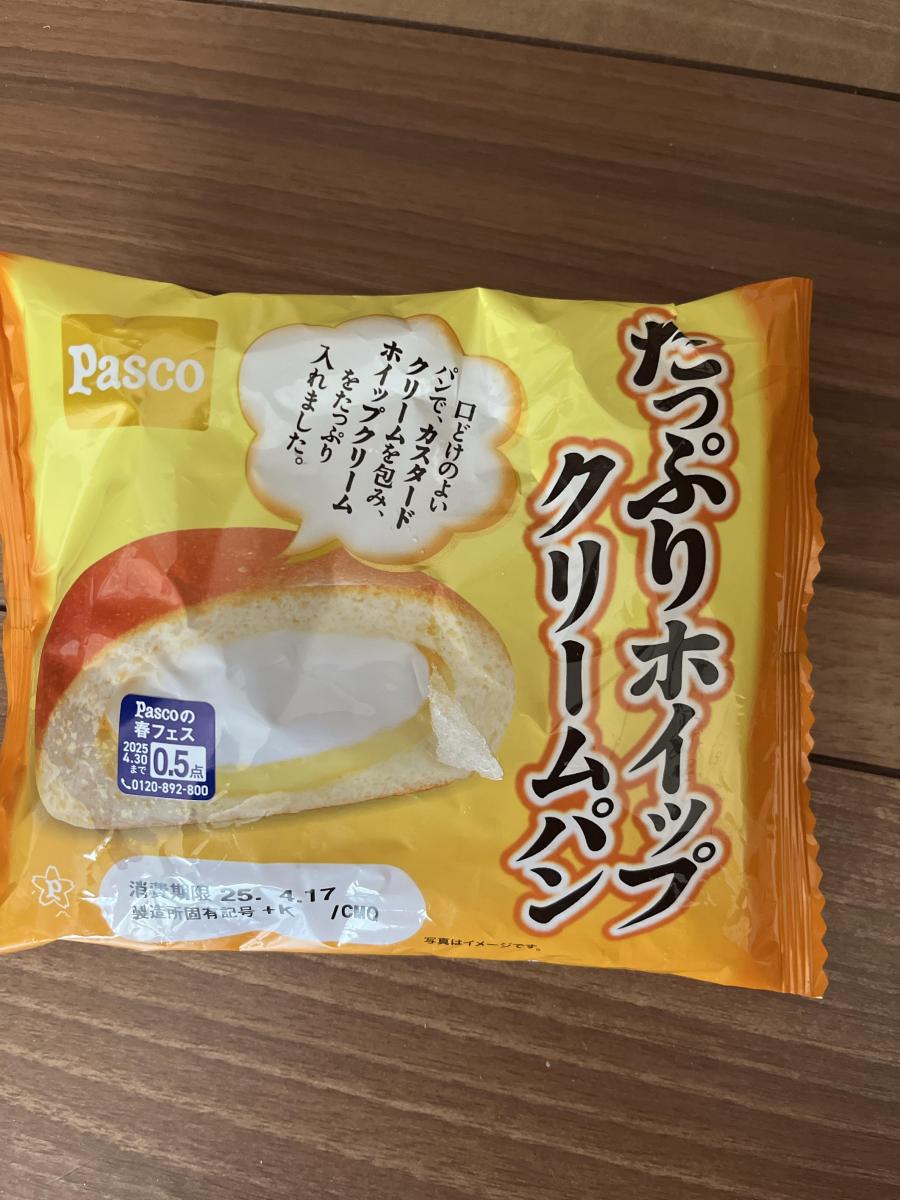 Pasco
たっぷりホイップ
クリームパン
口どけのよい
パンで、カスタード
クリームを包み、
ホイップクリーム
をたっぷり
入れました。
Pascoの
春フェス
2025
4.30
まで
0.5点
0120-892-800
P
消費期限 25. 4.17
製造所固有記号 +K /CMQ
写真はイメージです。